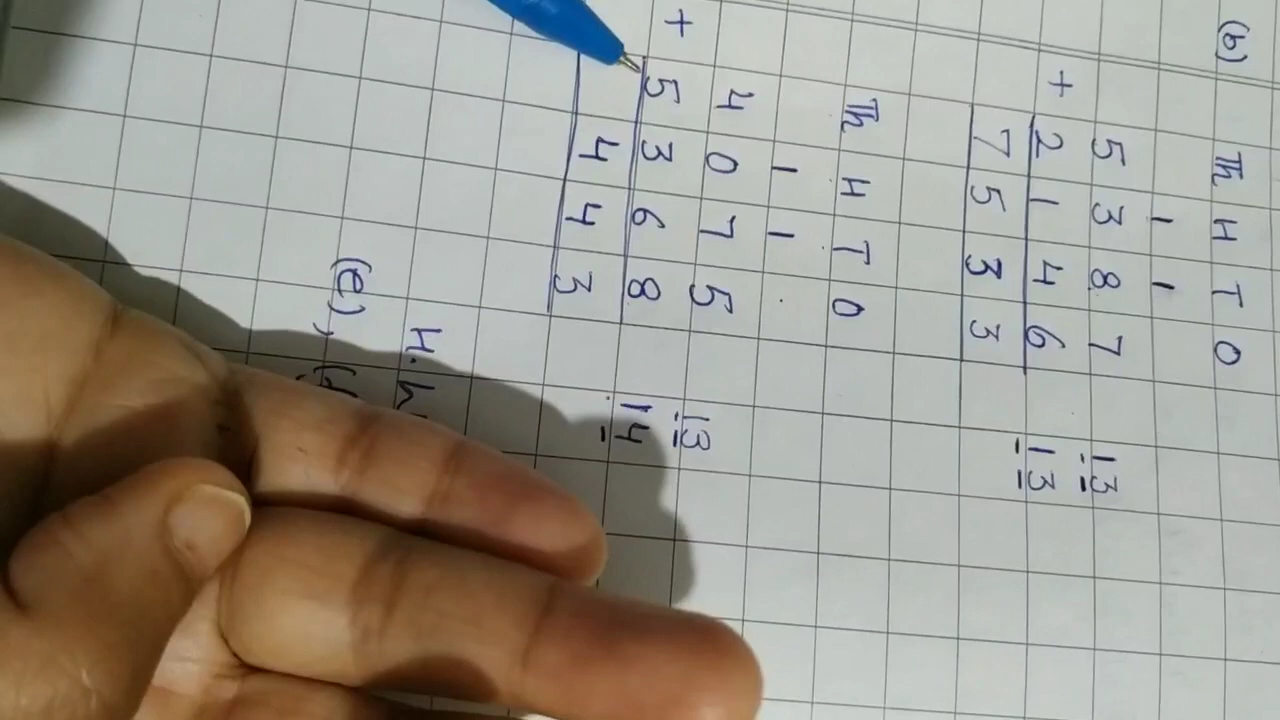 (b) Th H T O
1 1
5 3 8 7 13
+ 2 1 4 6 13
7 5 3 3
Th H T O
1 1
4 0 7 5 13
+ 5 3 6 8 14
4 4 3
(e),